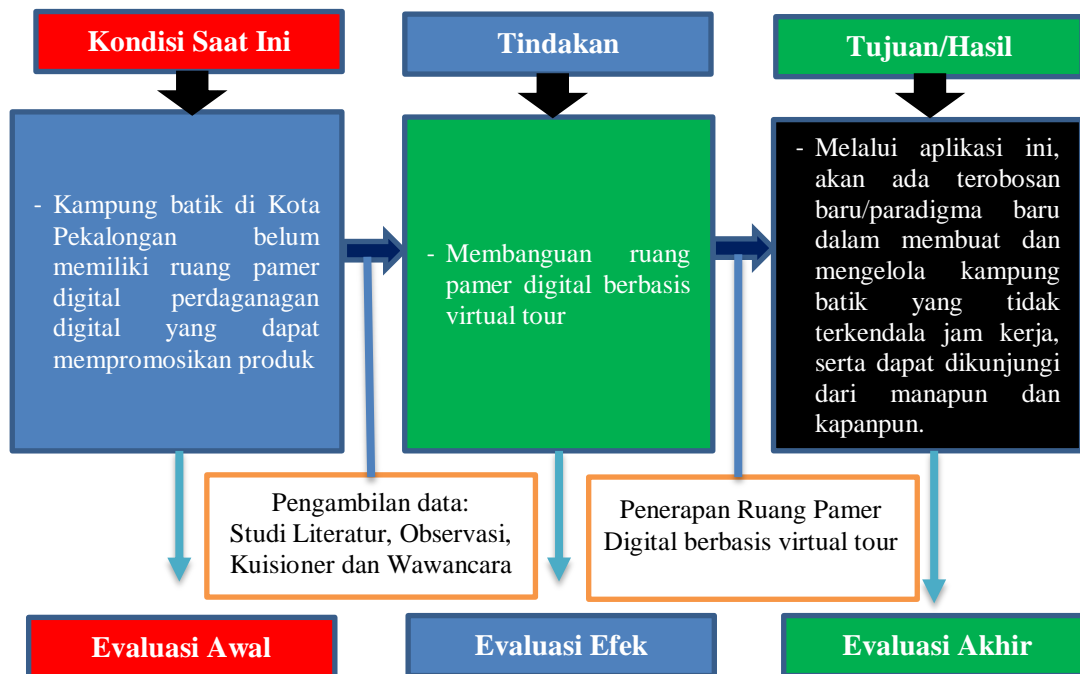 Kondisi Saat Ini
Tindakan
Tujuan/Hasil
- Kampung batik di Kota
Pekalongan belum
memiliki ruang pamer
digital perdaganagan
digital yang dapat
mempromosikan produk
- Membanguan ruang
pamer digital berbasis
virtual tour
- Melalui aplikasi ini,
akan ada terobosan
baru/paradigma baru
dalam membuat dan
mengelola kampung
batik yang tidak
terkendala jam kerja,
serta dapat dikunjungi
dari manapun dan
kapanpun.
Pengambilan data:
Studi Literatur, Observasi,
Kuisioner dan Wawancara
Penerapan Ruang Pamer
Digital berbasis virtual tour
Evaluasi Awal
Evaluasi Efek
Evaluasi Akhir